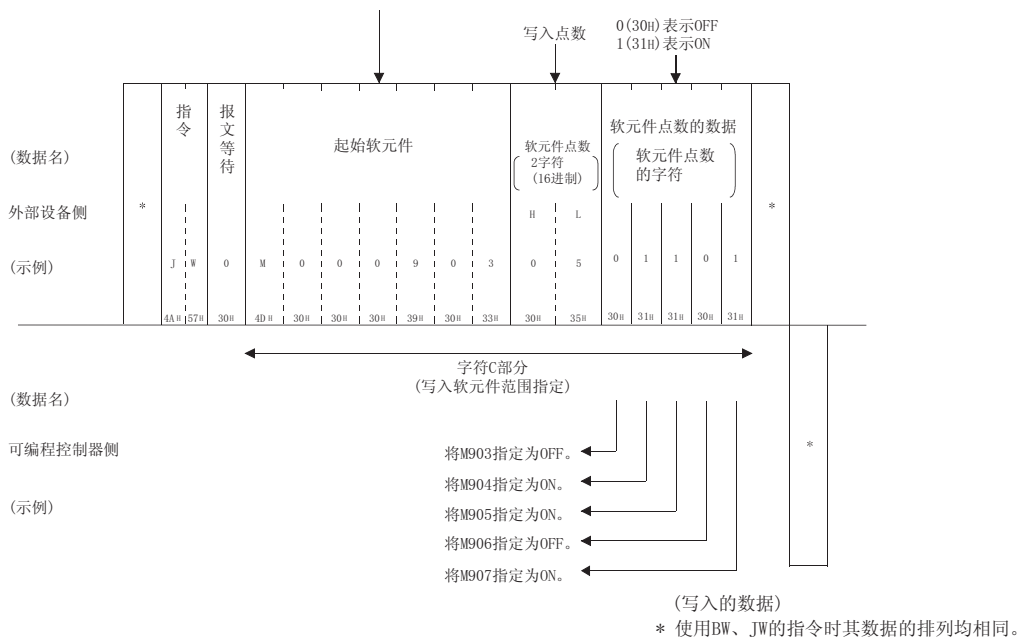 写入点数
0(30H)表示OFF
1(31H)表示ON
(数据名)
指令
报文等待
起始软元件
软元件点数
2字符
(16进制)
软元件点数的数据
软元件点数
的字符
外部设备侧
*
H L
*
(示例)
J W 0 M 0 0 0 9 0 3 0 5 0 1 1 0 1
4AH 57H 30H 4DH 30H 30H 30H 39H 30H 33H 30H 35H 30H 31H 31H 30H 31H
字符C部分
(写入软元件范围指定)
(数据名)
可编程控制器侧
*
将M903指定为OFF。
将M904指定为ON。
(示例)
将M905指定为ON。
将M906指定为OFF。
将M907指定为ON。
(写入的数据)
* 使用BW、JW的指令时其数据的排列均相同。